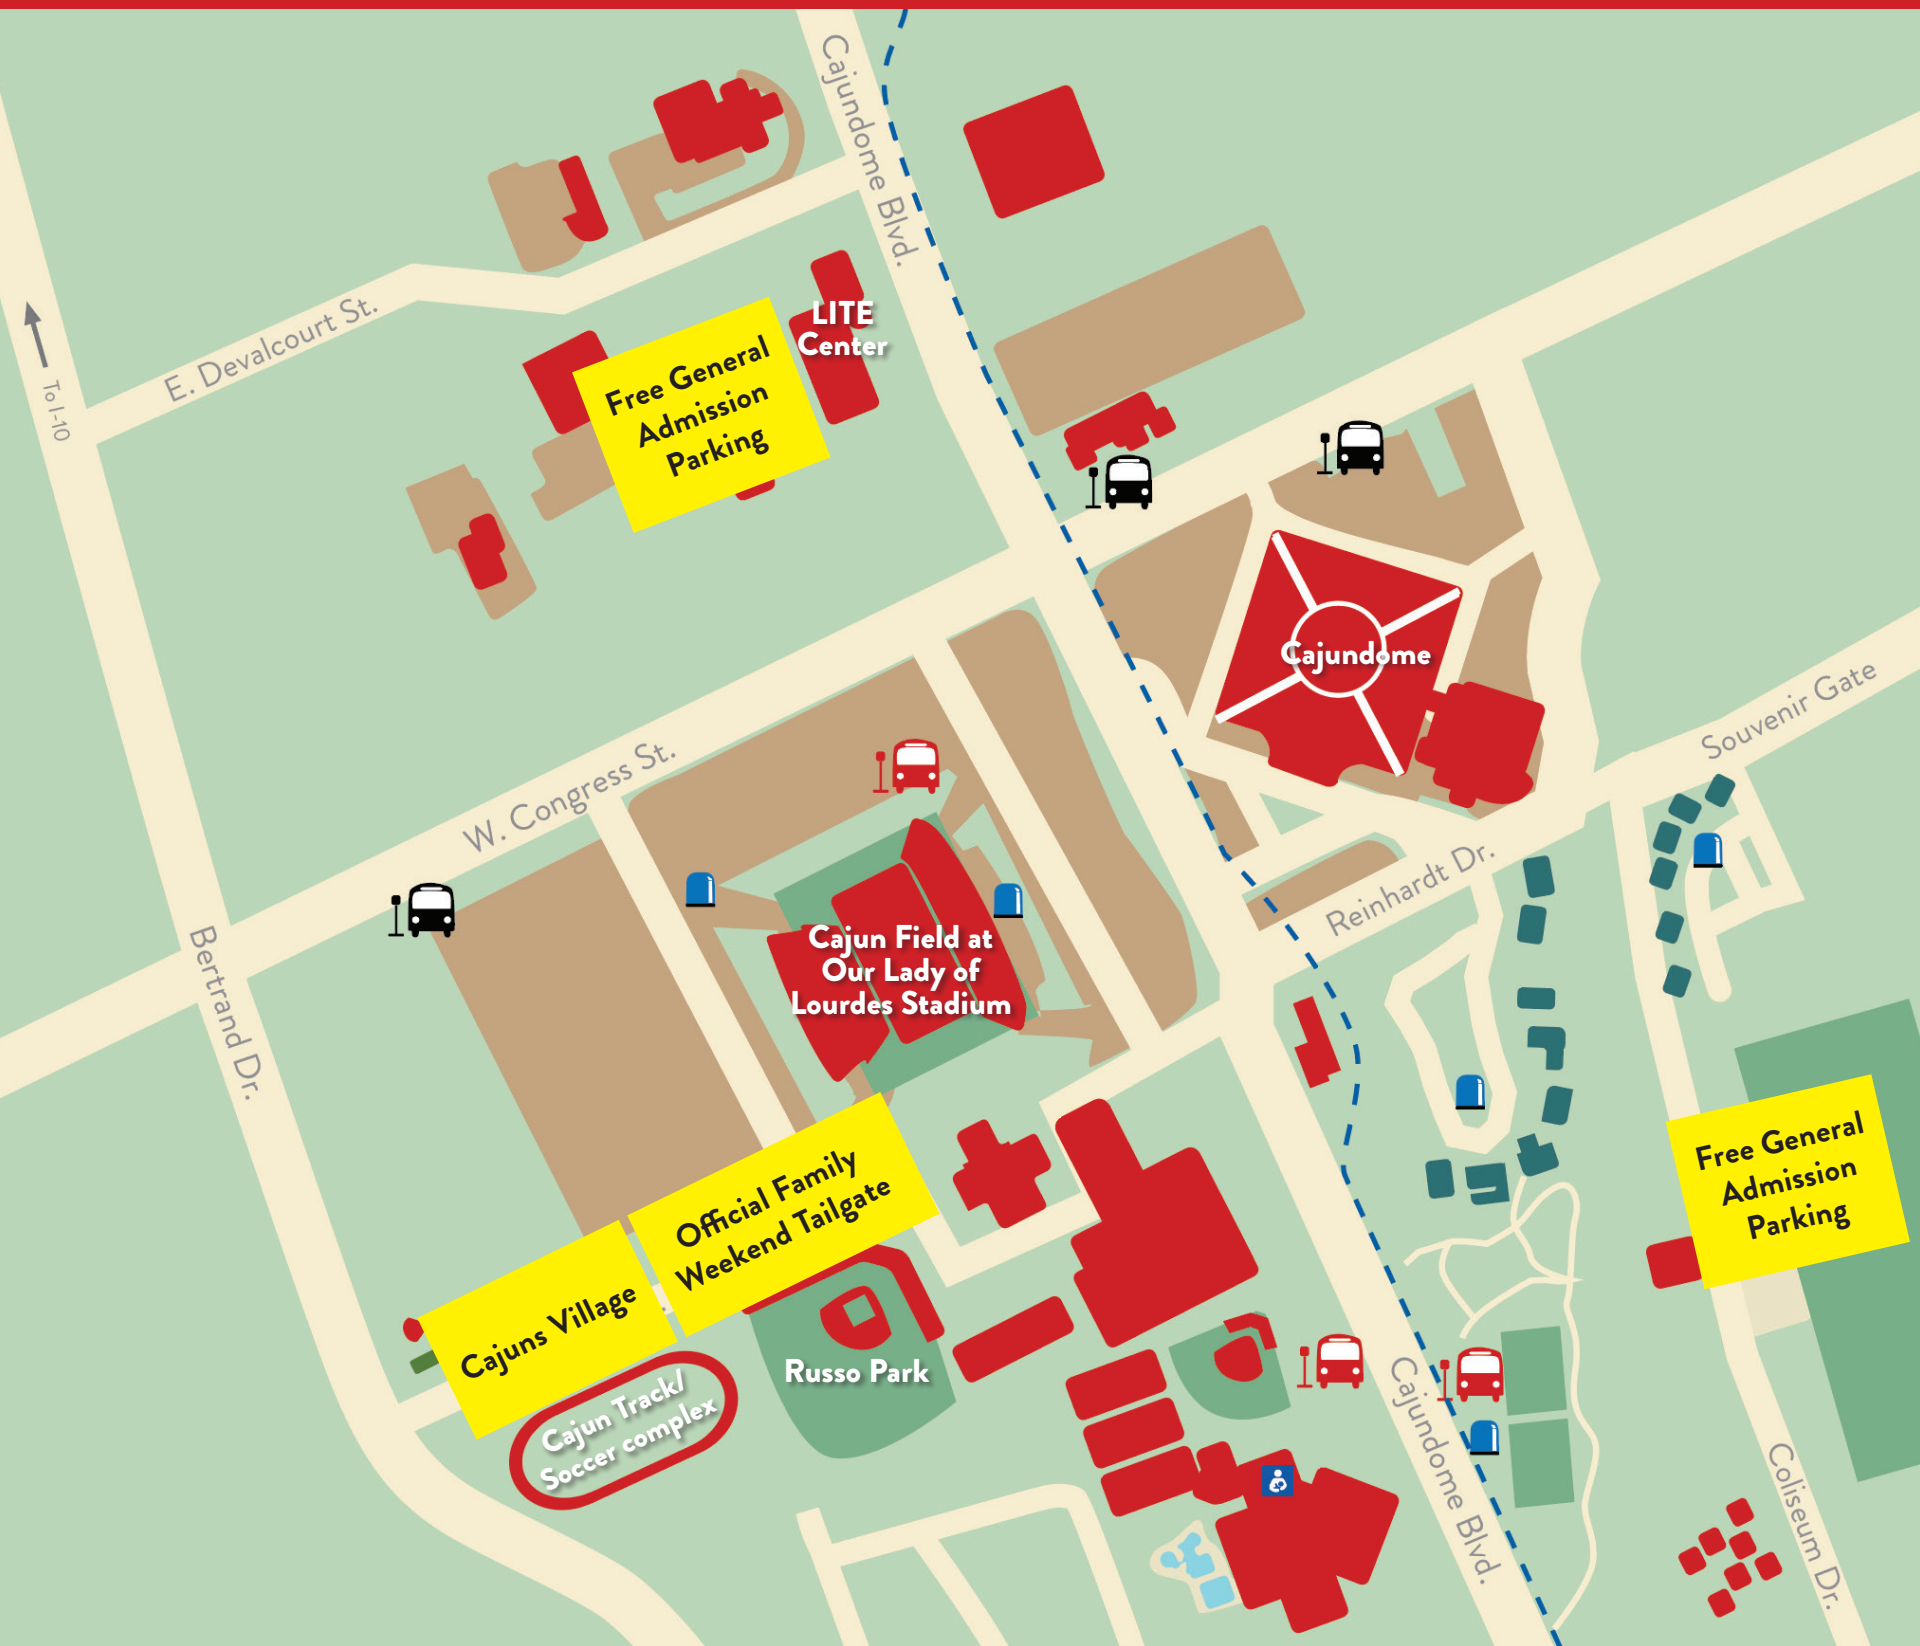 Cajundome Blvd.
E. Devalcourt St.
To I-10
LITE
Center
Free General
Admission
Parking
Cajundome
Souvenir Gate
W. Congress St.
Reinhardt Dr.
Bertrand Dr.
Cajun Field at
Our Lady of
Lourdes Stadium
Free General
Admission
Parking
Official Family
Weekend Tailgate
Cajuns Village
Russo Park
Cajun Track/
Soccer complex
Cajundome Blvd.
Coliseum Dr.